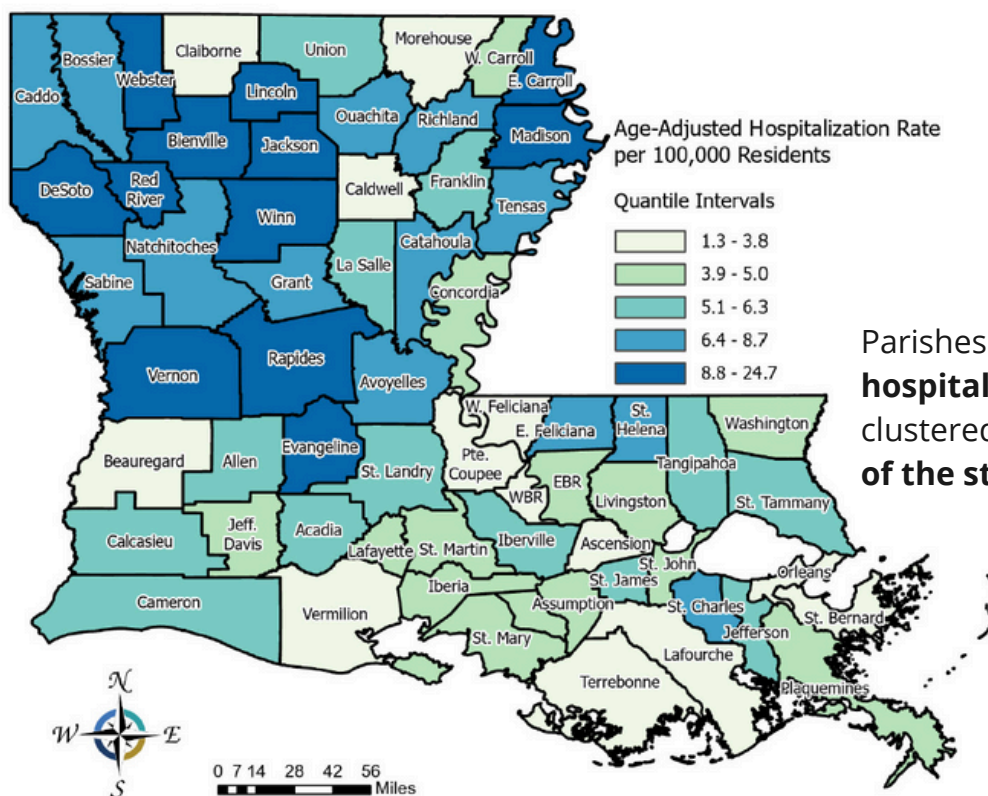 Claiborne
Union
Morehouse
W. Carroll
E. Carroll
Bossier
Webster
Lincoln
Caddo
Ouachita
Richland
Madison
Bienville
Jackson
DeSoto
Red
River
Caldwell
Franklin
Tensas
Winn
Natchitoches
Catahoula
La Salle
Sabine
Grant
Concordia
Vernon
Rapides
Avoyelles
Age-Adjusted Hospitalization Rate
per 100,000 Residents
Quantile Intervals
1.3 - 3.8
3.9 - 5.0
5.1 - 6.3
6.4 - 8.7
8.8 - 24.7
Parishes
hospital
clustered
of the st
W. Feliciana
E. Feliciana
St.
Helena
Washington
Beauregard
Allen
Evangeline
St. Landry
Pte.
Coupee
Tangipahoa
WBR
EBR
Livingston
St. Tammany
Calcasieu
Jeff.
Davis
Acadia
Lafayette
St. Martin
Iberville
Ascension
St. John
Orleans
Cameron
Vermilion
Iberia
Assumption
St. James
St. Charles
St. Bernard
Jefferson
St. Mary
Lafourche
Terrebonne
Plaquemines
N
W
E
S
0 7 14 28 42 56
Miles